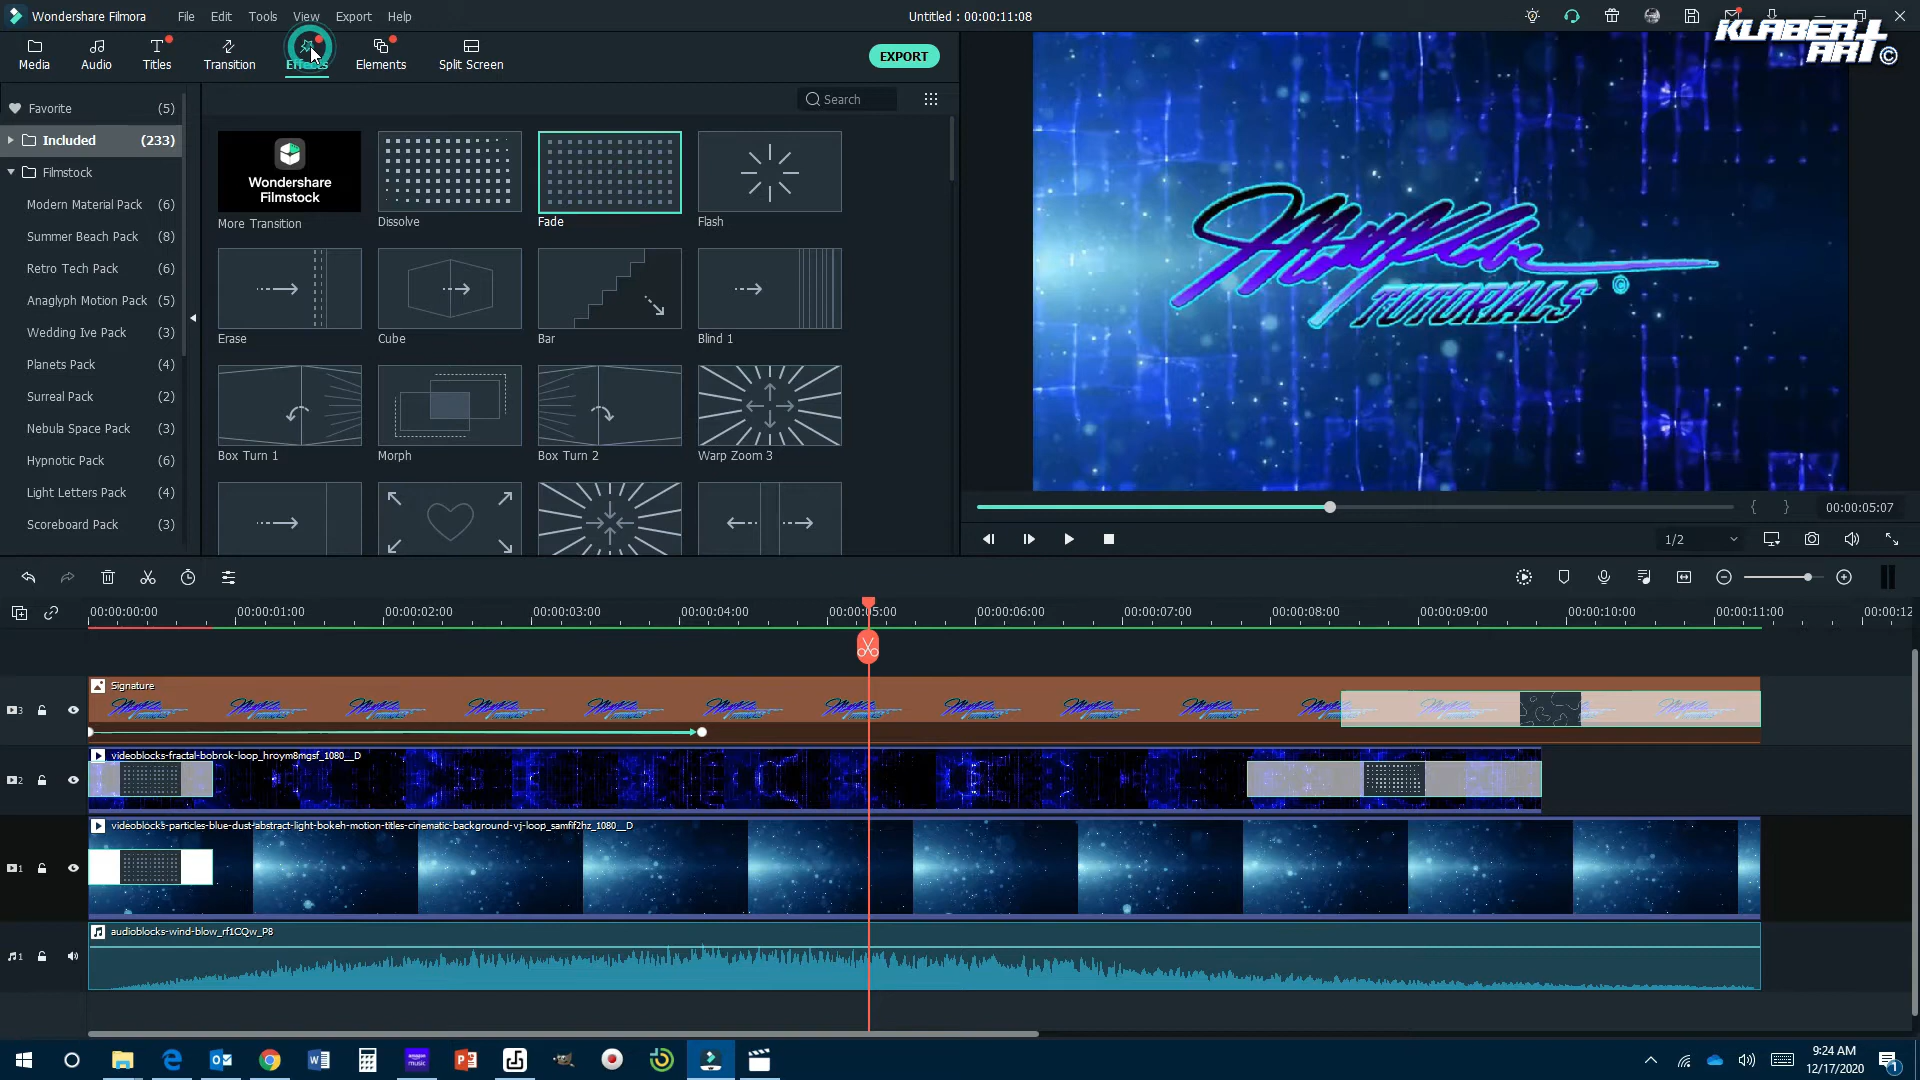 Wondershare Filmora File Edit Tools View Export Help
Untitled : 00:00:11:08
KLABER ART ©
Media Audio Titles Transition Effects Elements Split Screen
EXPORT
Favorite (5)
Included (233)
Filmstock
Modern Material Pack (6)
Summer Beach Pack (8)
Retro Tech Pack (6)
Anaglyph Motion Pack (5)
Wedding Ive Pack (3)
Planets Pack (4)
Surreal Pack (2)
Nebula Space Pack (3)
Hypnotic Pack (6)
Light Letters Pack (4)
Scoreboard Pack (3)
Search
Wondershare
Filmstock
More Transition Dissolve Fade Flash
Erase Cube Bar Blind 1
Box Turn 1 Morph Box Turn 2 Warp Zoom 3
TUTORIALS ©
{ } 00:00:05:07
1/2
00:00:00:00 00:00:01:00 00:00:02:00 00:00:03:00 00:00:04:00 00:00:05:00 00:00:06:00 00:00:07:00 00:00:08:00 00:00:09:00 00:00:10:00 00:00:11:00 00:00:12
Signature
3
videoblocks-fractal-bobrok-loop_hroym8mgsf_1080__D
2
videoblocks-particles-blue-dust-abstract-light-bokeh-motion-titles-cinematic-background-vj-loop_samfif2hz_1080__D
1
audioblocks-wind-blow_rf1CQw_P8
1
9:24 AM
12/17/2020
1